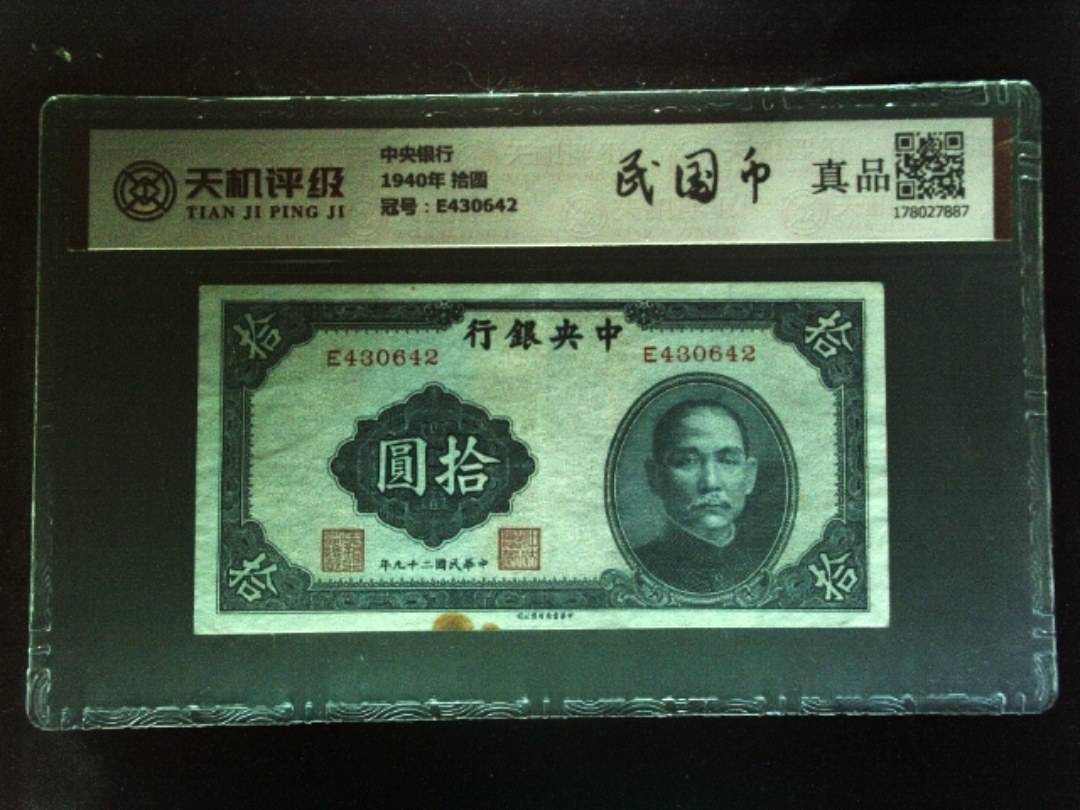 天机评级
TIAN JI PING JI
中央银行
1940年 拾圆
冠号：E430642
民国币
真品
178027887
行銀央中
E430642
E430642
拾
拾
圓拾
年九十二國民華中
拾
拾